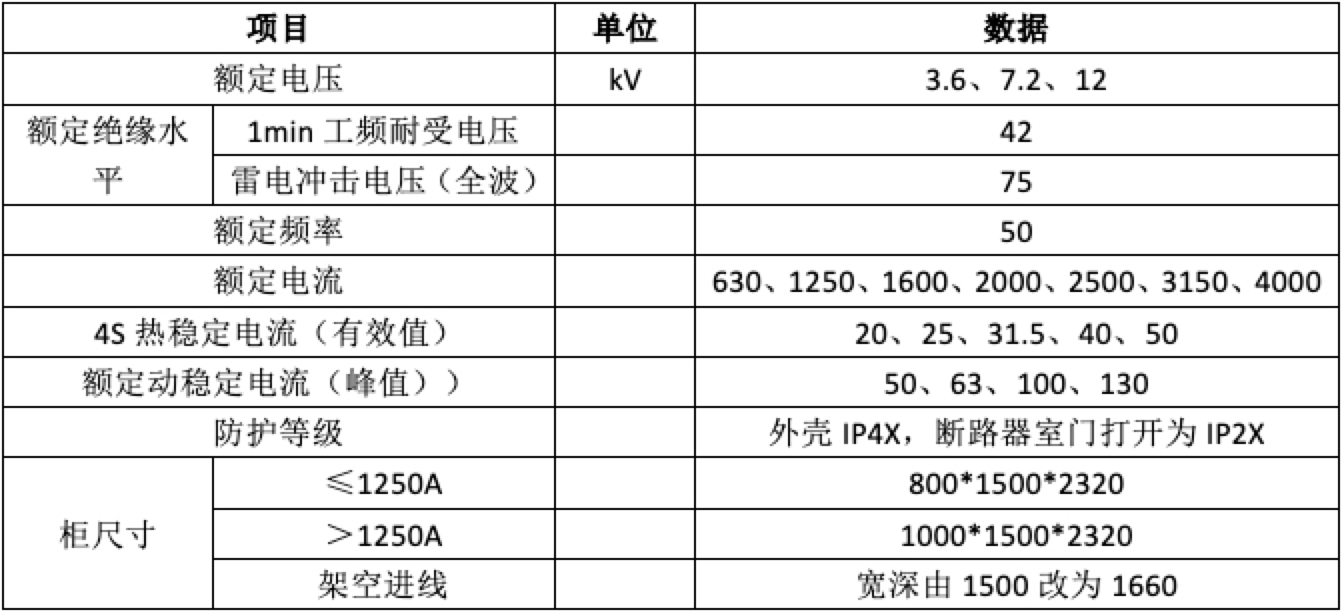 项目 单位 数据
额定电压 kV 3.6、7.2、12
额定绝缘水平 1min 工频耐受电压 42
雷电冲击电压（全波） 75
额定频率 50
额定电流 630、1250、1600、2000、2500、3150、4000
4S 热稳定电流（有效值） 20、25、31.5、40、50
额定动稳定电流（峰值）） 50、63、100、130
防护等级 外壳 IP4X，断路器室门打开为 IP2X
柜尺寸 ≤1250A 800*1500*2320
＞1250A 1000*1500*2320
架空进线 宽深由 1500 改为 1660